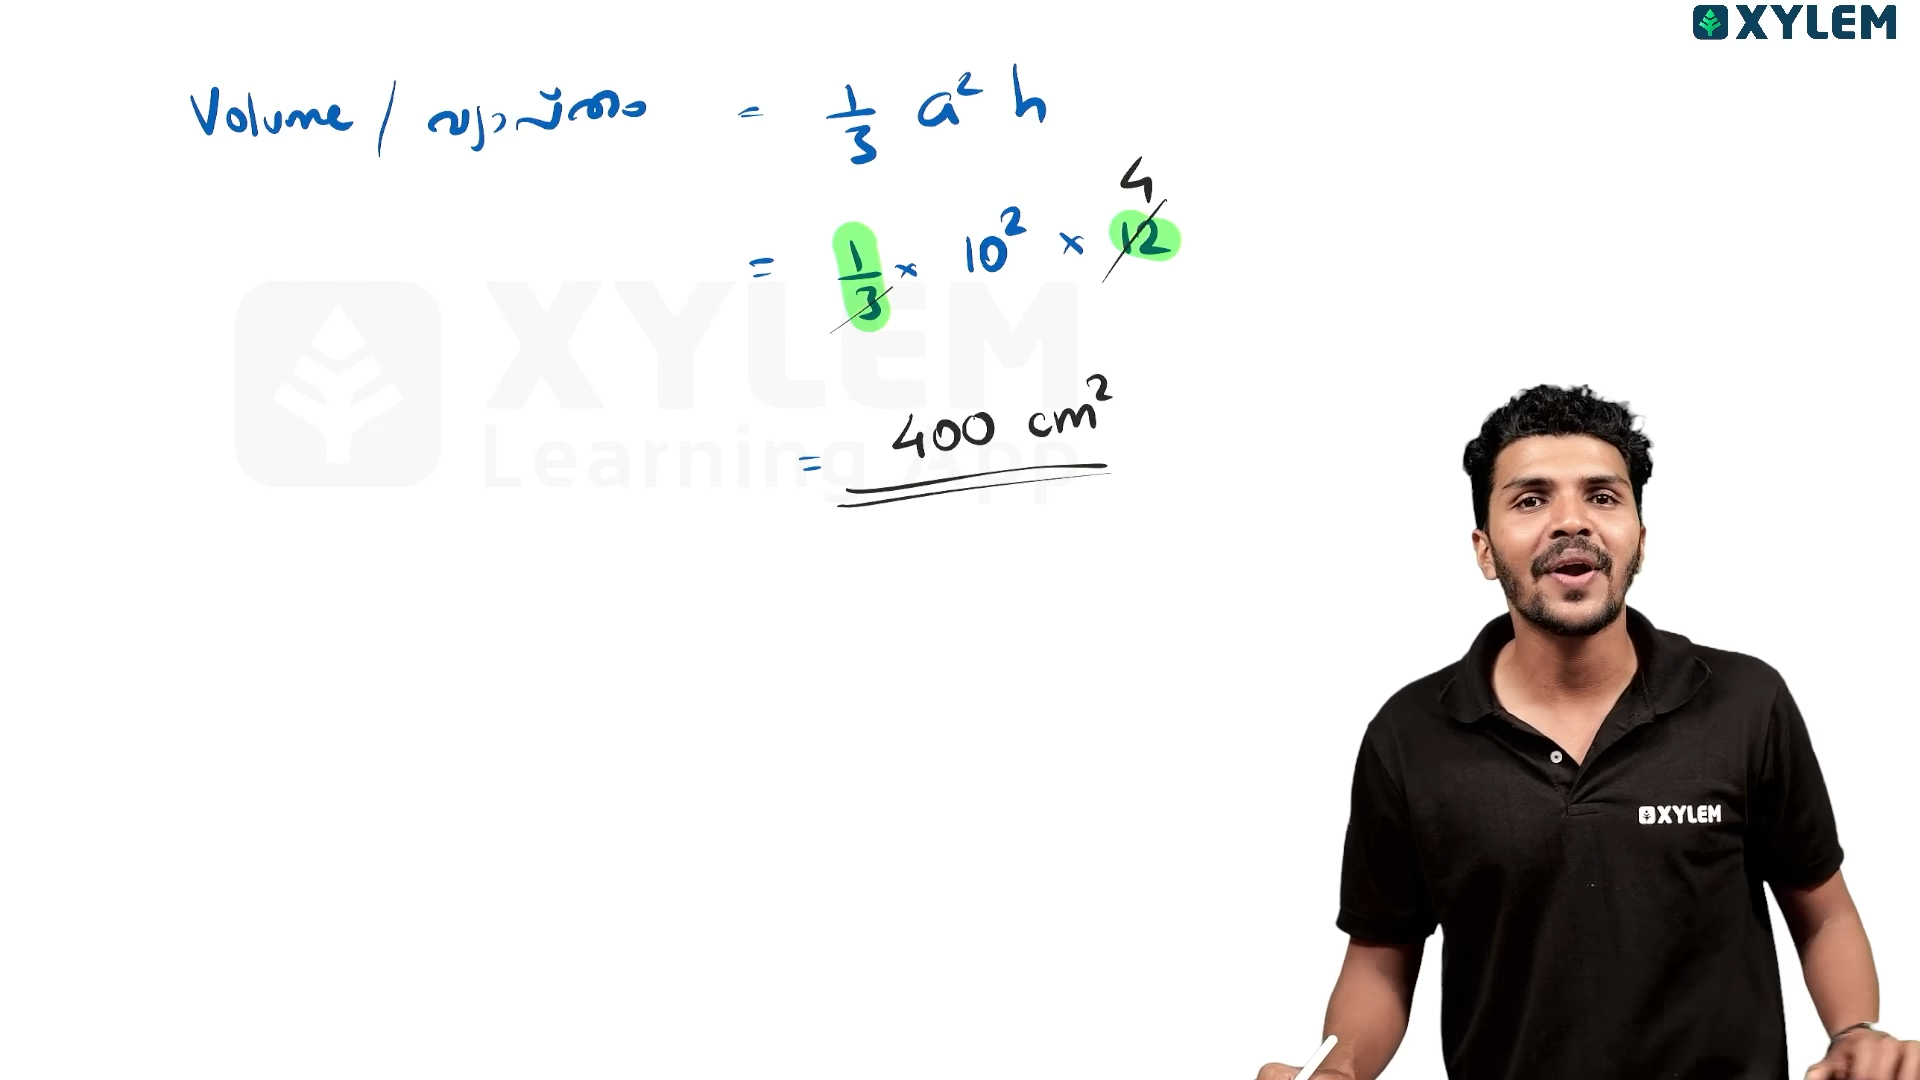 XYLEM
Volume / വ്യാപ്തം = 1/3 a² h
= 1/3 × 10² × 12 4
= 400 cm²
XYLEM
Learning App
XYLEM